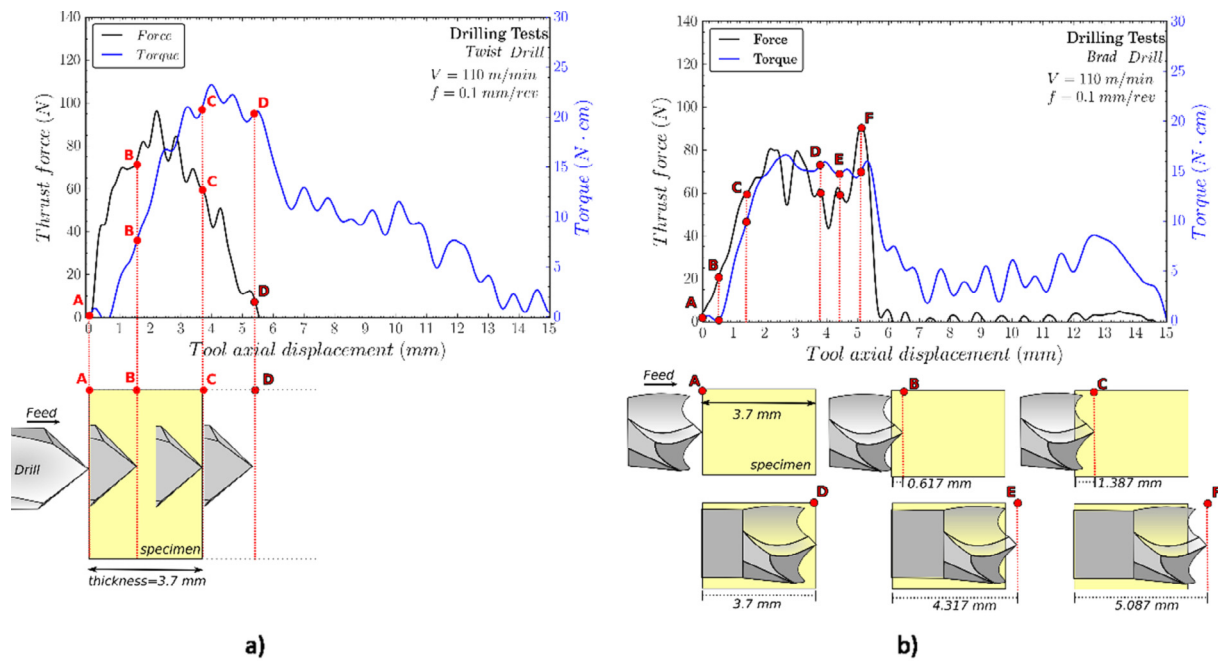 140
120
100
80
60
40
20
0
Thrust force (N)
Force
Torque
Drilling Tests
Twist Drill
V = 110 m/min
f = 0.1 mm/rev
30
25
20
15
10
5
0
Torque (N · cm)
A
B
B
C
C
D
D
0 1 2 3 4 5 6 7 8 9 10 11 12 13 14 15
Tool axial displacement (mm)
A B C D
Feed
Drill
specimen
thickness=3.7 mm
a)
140
120
100
80
60
40
20
0
Thrust force (N)
Force
Torque
Drilling Tests
Brad Drill
V = 110 m/min
f = 0.1 mm/rev
30
25
20
15
10
5
0
Torque (N · cm)
A
B
C
D
E
F
0 1 2 3 4 5 6 7 8 9 10 11 12 13 14 15
Tool axial displacement (mm)
Feed
A
3.7 mm
specimen
B
0.617 mm
C
1.387 mm
D
3.7 mm
E
4.317 mm
F
5.087 mm
b)